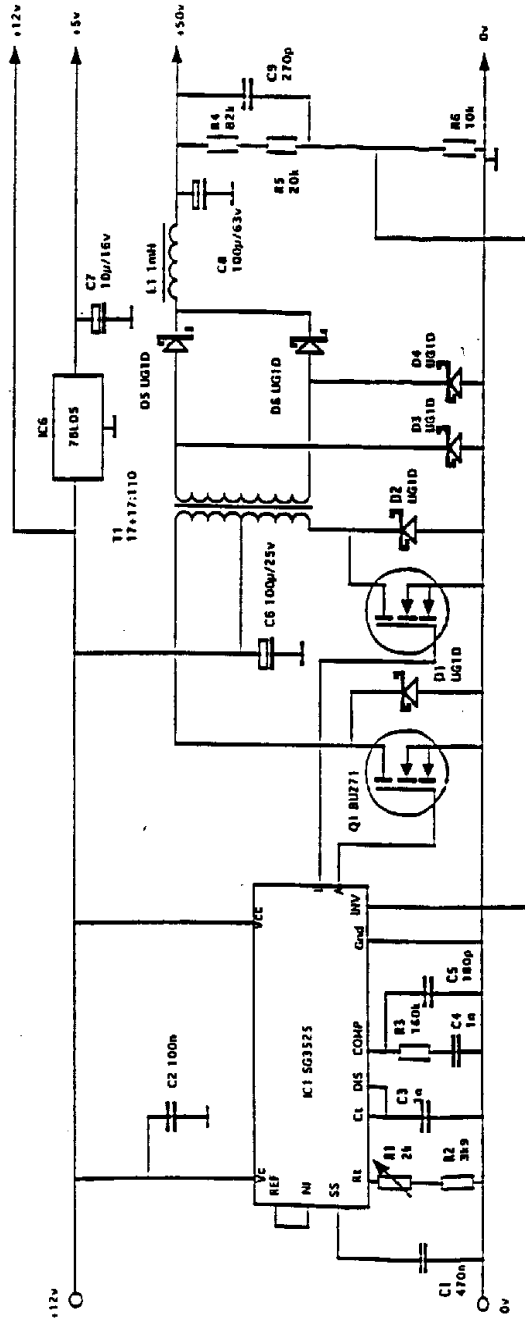 +12v
+5v
+50v
0v
C9
270p
R4
82k
R5
20k
R6
10k
C8
100µ/63v
L1 1mH
C7
10µ/16v
IC6
78L05
D5 UG1D
D6 UG1D
D4
UG1D
D3
UG1D
D2
UG1D
D1
UG1D
T1
17+17:110
C6 100µ/25v
Q1 BU271
C2 100n
VCC
Vc
REF
NI
SS
IC1 SG3525
A
INV
Gnd
COMP
DIS
Ct
Rt
C5
180p
R3
160k
C4
1n
C3
1n
R1
2k
R2
3k9
C1
470n
+12v
0v